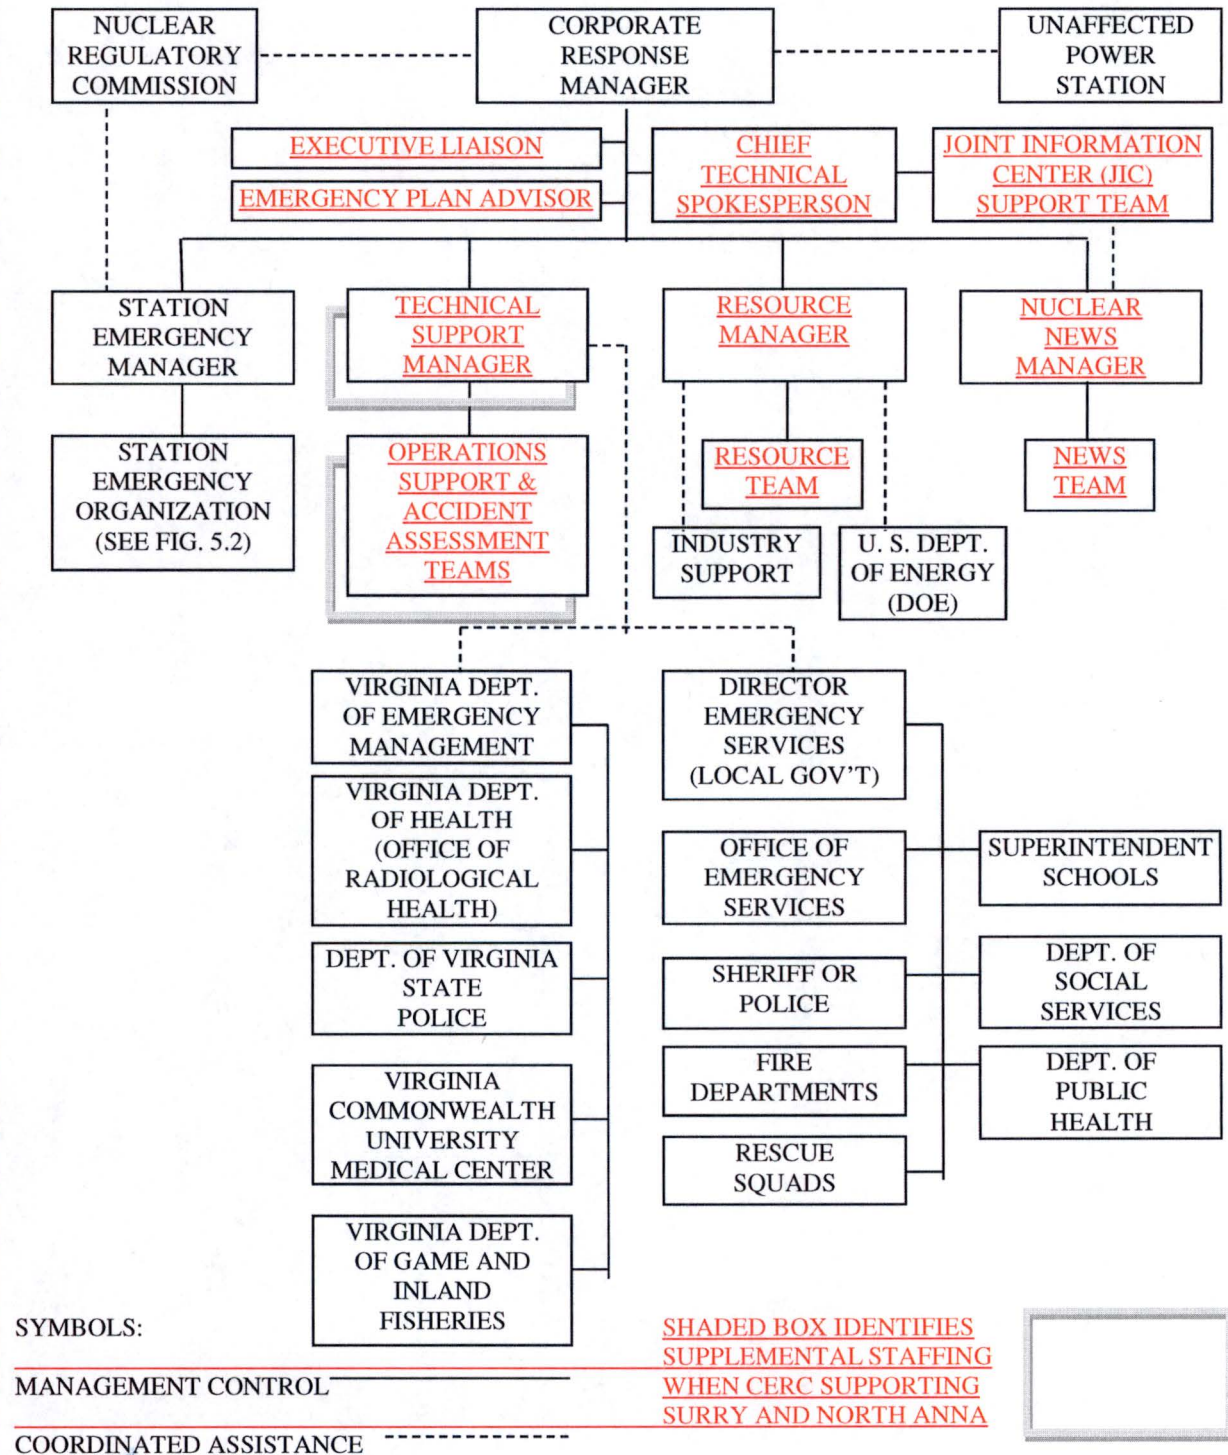 NUCLEAR
REGULATORY
COMMISSION
CORPORATE
RESPONSE
MANAGER
UNAFFECTED
POWER
STATION
EXECUTIVE LIAISON
EMERGENCY PLAN ADVISOR
CHIEF
TECHNICAL
SPOKESPERSON
JOINT INFORMATION
CENTER (JIC)
SUPPORT TEAM
STATION
EMERGENCY
MANAGER
TECHNICAL
SUPPORT
MANAGER
RESOURCE
MANAGER
NUCLEAR
NEWS
MANAGER
STATION
EMERGENCY
ORGANIZATION
(SEE FIG. 5.2)
OPERATIONS
SUPPORT &
ACCIDENT
ASSESSMENT
TEAMS
RESOURCE
TEAM
NEWS
TEAM
INDUSTRY
SUPPORT
U. S. DEPT.
OF ENERGY
(DOE)
VIRGINIA DEPT.
OF EMERGENCY
MANAGEMENT
VIRGINIA DEPT.
OF HEALTH
(OFFICE OF
RADIOLOGICAL
HEALTH)
DEPT. OF VIRGINIA
STATE
POLICE
VIRGINIA
COMMONWEALTH
UNIVERSITY
MEDICAL CENTER
VIRGINIA DEPT.
OF GAME AND
INLAND
FISHERIES
DIRECTOR
EMERGENCY
SERVICES
(LOCAL GOV'T)
OFFICE OF
EMERGENCY
SERVICES
SUPERINTENDENT
SCHOOLS
SHERIFF OR
POLICE
DEPT. OF
SOCIAL
SERVICES
FIRE
DEPARTMENTS
DEPT. OF
PUBLIC
HEALTH
RESCUE
SQUADS
SYMBOLS:
MANAGEMENT CONTROL
COORDINATED ASSISTANCE
SHADED BOX IDENTIFIES
SUPPLEMENTAL STAFFING
WHEN CERC SUPPORTING
SURRY AND NORTH ANNA